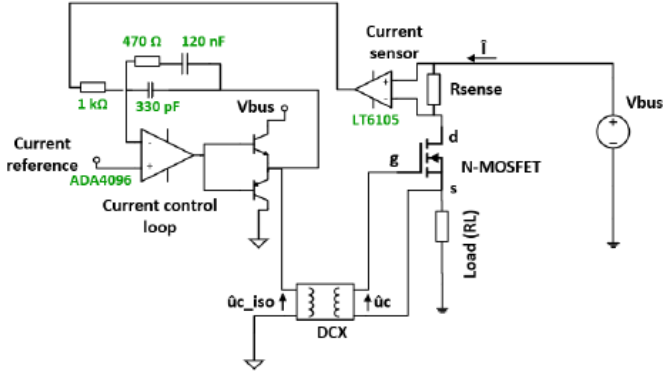 470 Ω 120 nF
Current
sensor
Î
1 kΩ
330 pF
Vbus
Rsense
Vbus
LT6105
+
-
+
-
Current
reference
-
+
d
g
N-MOSFET
ADA4096
s
Current control
loop
Load (RL)
ûc_iso
ûc
DCX